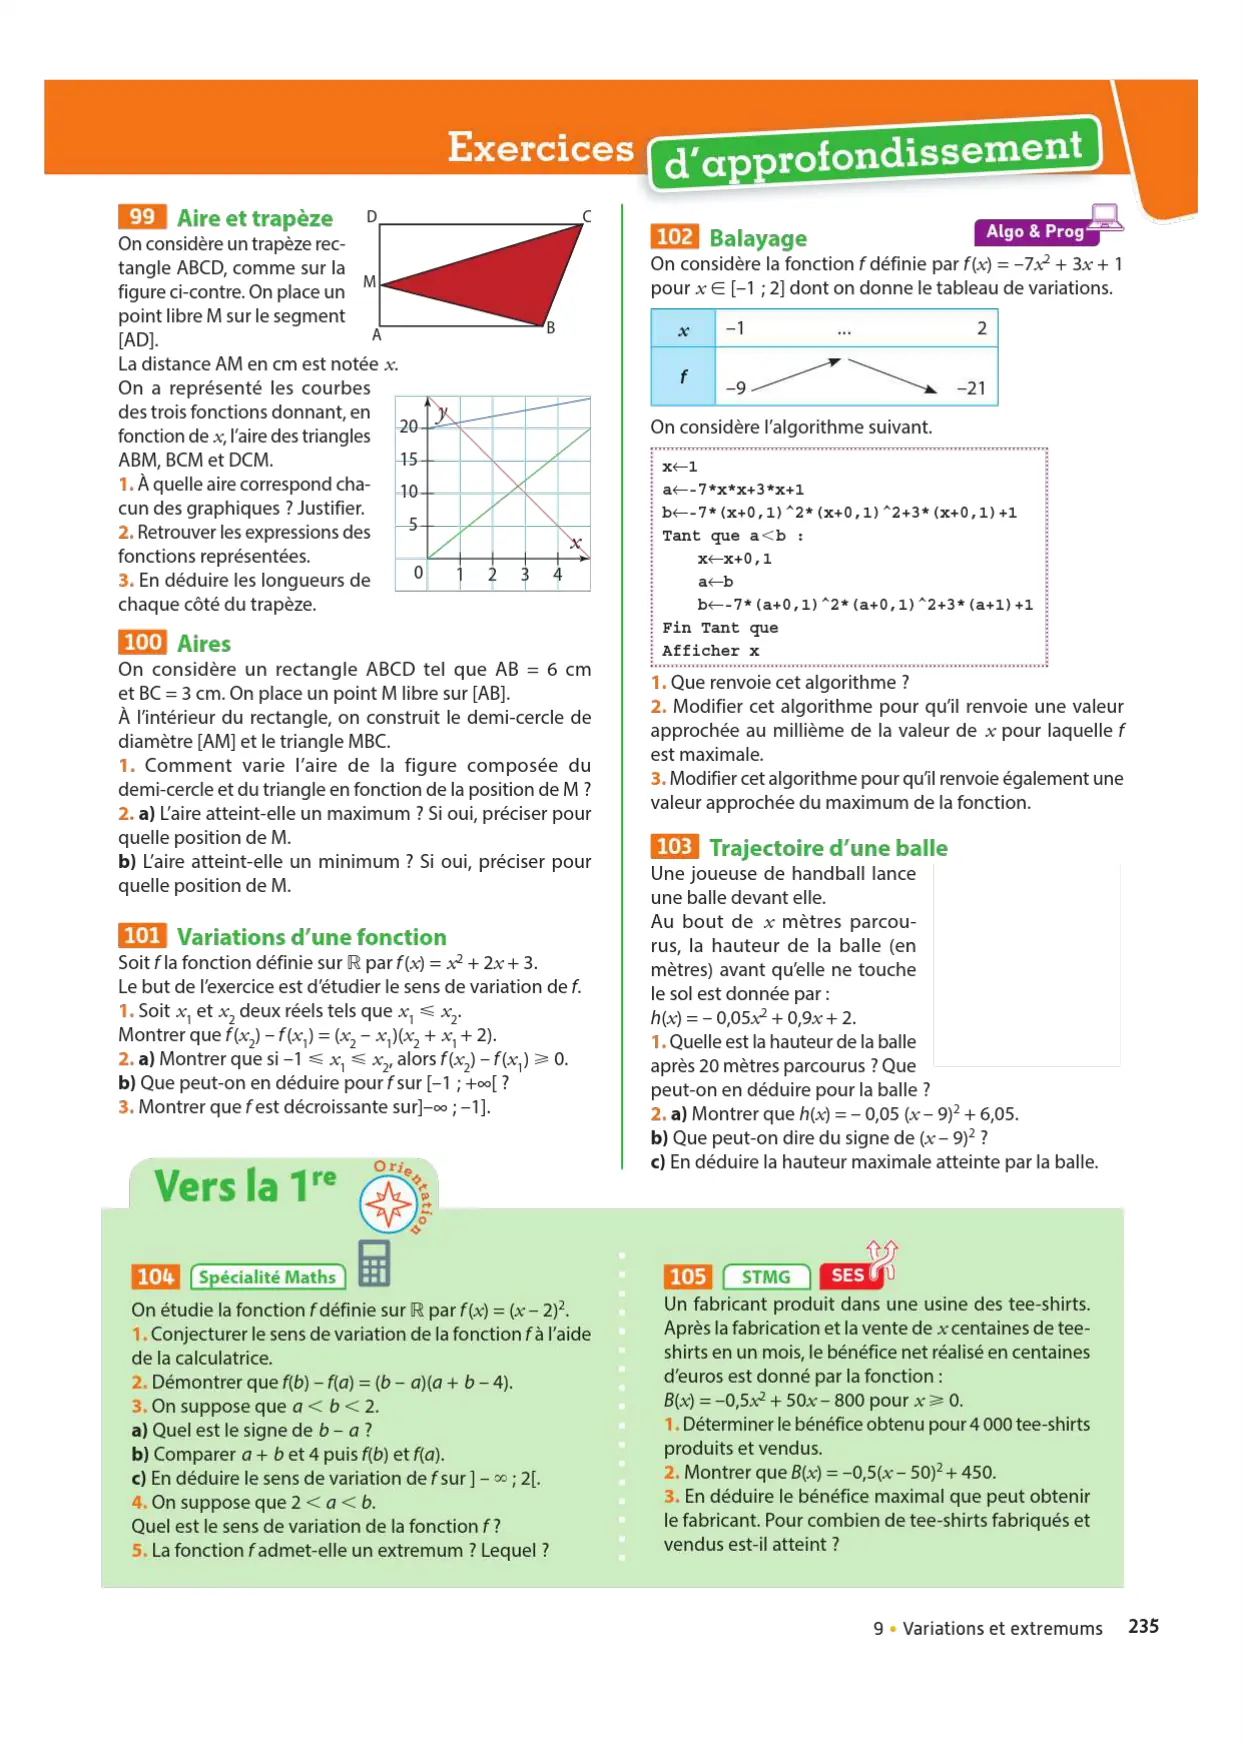 Exercices d'approfondissement
99 Aire et trapèze
On considère un trapèze rec-
tangle ABCD, comme sur la
figure ci-contre. On place un
point libre M sur le segment
[AD].
La distance AM en cm est notée x.
On a représenté les courbes
des trois fonctions donnant, en
fonction de x, l'aire des triangles
ABM, BCM et DCM.
1. À quelle aire correspond cha-
cun des graphiques ? Justifier.
2. Retrouver les expressions des
fonctions représentées.
3. En déduire les longueurs de
chaque côté du trapèze.
D
C
M
A
B
y
20
15
10
5
x
0 1 2 3 4
100 Aires
On considère un rectangle ABCD tel que AB = 6 cm
et BC = 3 cm. On place un point M libre sur [AB].
À l'intérieur du rectangle, on construit le demi-cercle de
diamètre [AM] et le triangle MBC.
1. Comment varie l'aire de la figure composée du
demi-cercle et du triangle en fonction de la position de M ?
2. a) L'aire atteint-elle un maximum ? Si oui, préciser pour
quelle position de M.
b) L'aire atteint-elle un minimum ? Si oui, préciser pour
quelle position de M.
101 Variations d'une fonction
Soit f la fonction définie sur ℝ par f(x) = x² + 2x + 3.
Le but de l'exercice est d'étudier le sens de variation de f.
1. Soit x₁ et x₂ deux réels tels que x₁ ⩽ x₂.
Montrer que f(x₂) – f(x₁) = (x₂ – x₁)(x₂ + x₁ + 2).
2. a) Montrer que si –1 ⩽ x₁ ⩽ x₂, alors f(x₂) – f(x₁) ⩾ 0.
b) Que peut-on en déduire pour f sur [–1 ; +∞[ ?
3. Montrer que f est décroissante sur]–∞ ; –1].
102 Balayage
Algo & Prog
On considère la fonction f définie par f(x) = –7x² + 3x + 1
pour x ∈ [–1 ; 2] dont on donne le tableau de variations.
x –1 ... 2
f –9 –21
On considère l'algorithme suivant.
x←1
a←-7*x*x+3*x+1
b←-7*(x+0,1)^2*(x+0,1)^2+3*(x+0,1)+1
Tant que a<b :
x←x+0,1
a←b
b←-7*(a+0,1)^2*(a+0,1)^2+3*(a+1)+1
Fin Tant que
Afficher x
1. Que renvoie cet algorithme ?
2. Modifier cet algorithme pour qu'il renvoie une valeur
approchée au millième de la valeur de x pour laquelle f
est maximale.
3. Modifier cet algorithme pour qu'il renvoie également une
valeur approchée du maximum de la fonction.
103 Trajectoire d'une balle
Une joueuse de handball lance
une balle devant elle.
Au bout de x mètres parcou-
rus, la hauteur de la balle (en
mètres) avant qu'elle ne touche
le sol est donnée par :
h(x) = – 0,05x² + 0,9x + 2.
1. Quelle est la hauteur de la balle
après 20 mètres parcourus ? Que
peut-on en déduire pour la balle ?
2. a) Montrer que h(x) = – 0,05 (x – 9)² + 6,05.
b) Que peut-on dire du signe de (x – 9)² ?
c) En déduire la hauteur maximale atteinte par la balle.
Vers la 1re
Orientation
104 Spécialité Maths
On étudie la fonction f définie sur ℝ par f(x) = (x – 2)².
1. Conjecturer le sens de variation de la fonction f à l'aide
de la calculatrice.
2. Démontrer que f(b) – f(a) = (b – a)(a + b – 4).
3. On suppose que a < b < 2.
a) Quel est le signe de b – a ?
b) Comparer a + b et 4 puis f(b) et f(a).
c) En déduire le sens de variation de f sur ] – ∞ ; 2[.
4. On suppose que 2 < a < b.
Quel est le sens de variation de la fonction f ?
5. La fonction f admet-elle un extremum ? Lequel ?
105 STMG SES
Un fabricant produit dans une usine des tee-shirts.
Après la fabrication et la vente de x centaines de tee-
shirts en un mois, le bénéfice net réalisé en centaines
d'euros est donné par la fonction :
B(x) = –0,5x² + 50x – 800 pour x ⩾ 0.
1. Déterminer le bénéfice obtenu pour 4 000 tee-shirts
produits et vendus.
2. Montrer que B(x) = –0,5(x – 50)² + 450.
3. En déduire le bénéfice maximal que peut obtenir
le fabricant. Pour combien de tee-shirts fabriqués et
vendus est-il atteint ?
9 • Variations et extremums 235